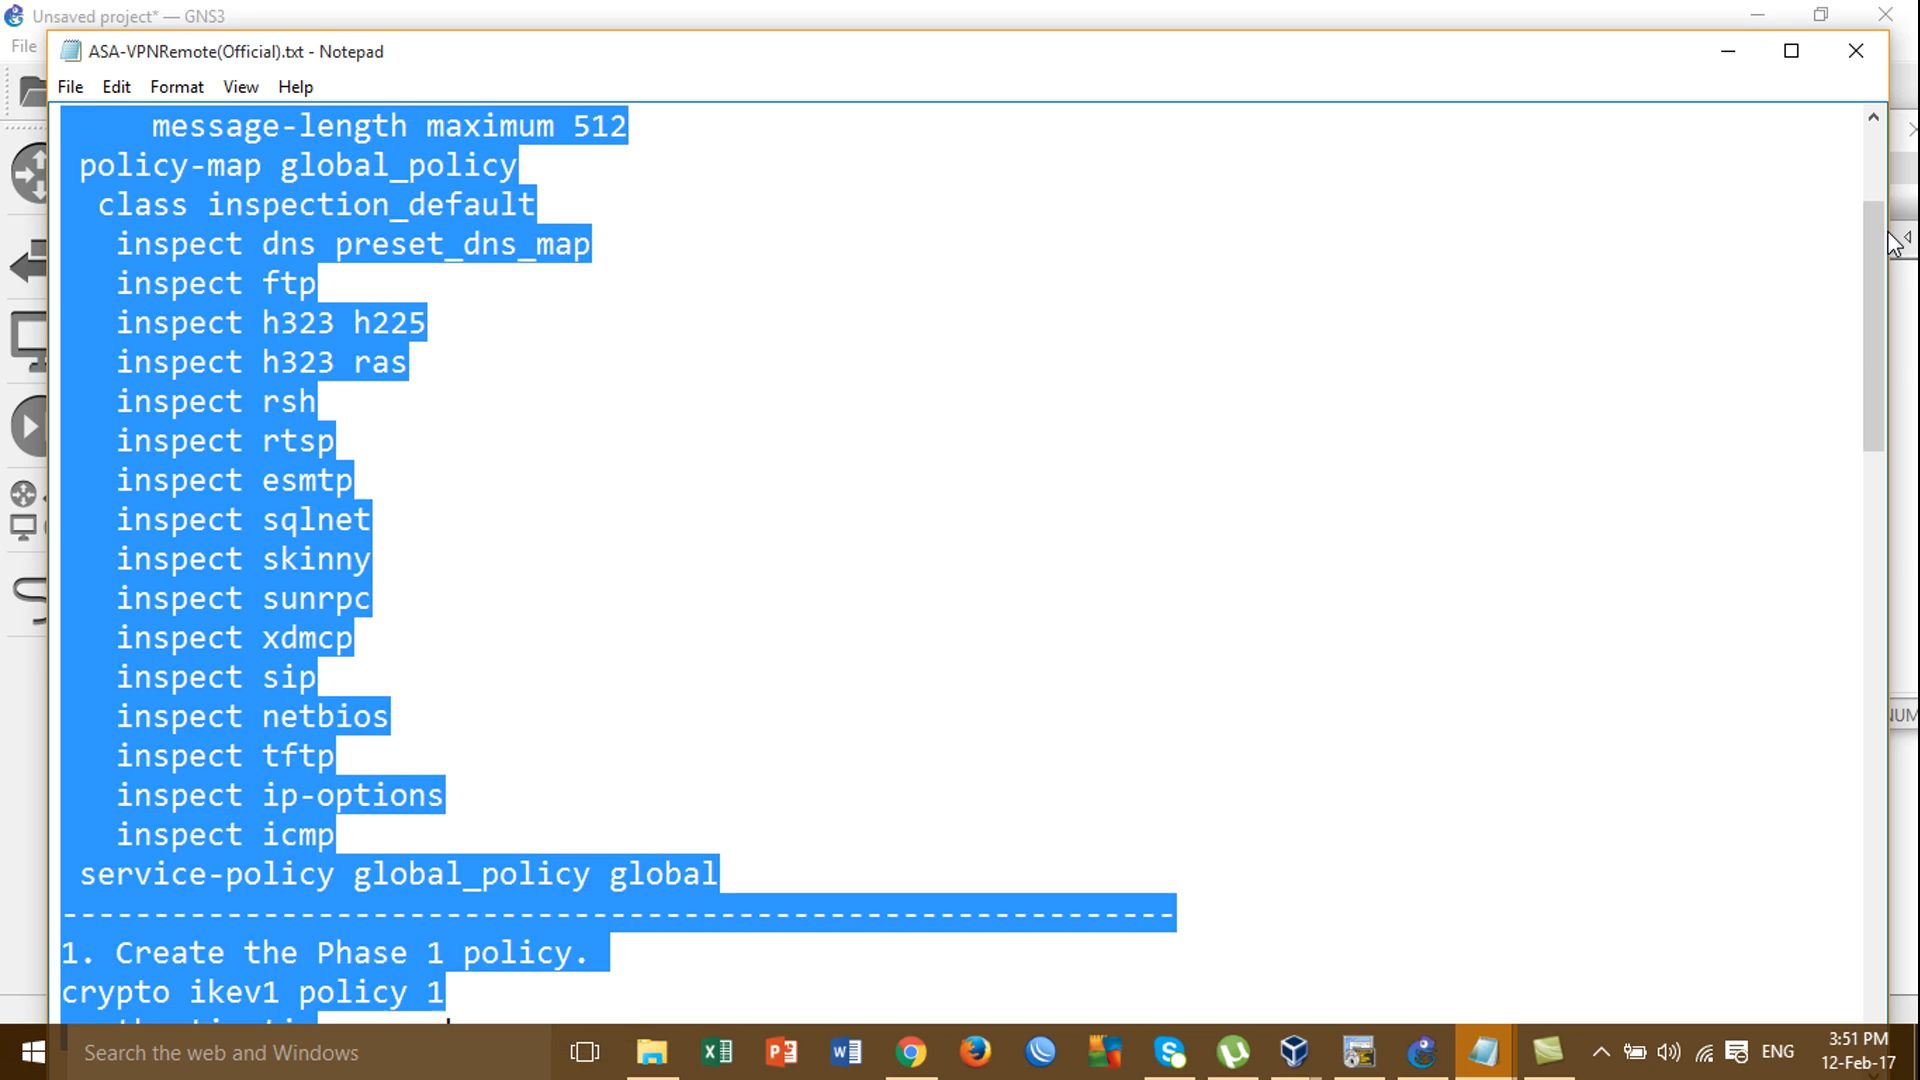 Unsaved project* — GNS3
File
ASA-VPNRemote(Official).txt - Notepad
File Edit Format View Help
message-length maximum 512
policy-map global_policy
class inspection_default
inspect dns preset_dns_map
inspect ftp
inspect h323 h225
inspect h323 ras
inspect rsh
inspect rtsp
inspect esmtp
inspect sqlnet
inspect skinny
inspect sunrpc
inspect xdmcp
inspect sip
inspect netbios
inspect tftp
inspect ip-options
inspect icmp
service-policy global_policy global
-------------------------------------------------------------
1. Create the Phase 1 policy.
crypto ikev1 policy 1
NUM
Search the web and Windows
ENG
3:51 PM
12-Feb-17